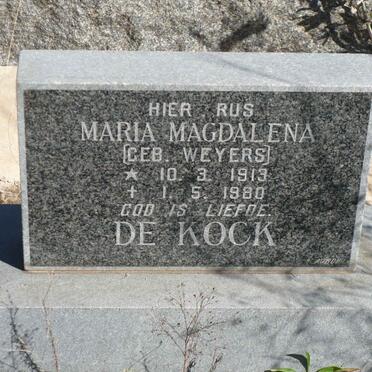 HIER RUS
MARIA MAGDALENA
(GEB. WEYERS)
* 10. 3. 1913
+ 1. 5. 1980
GOD IS LIEFDE.
DE KOCK